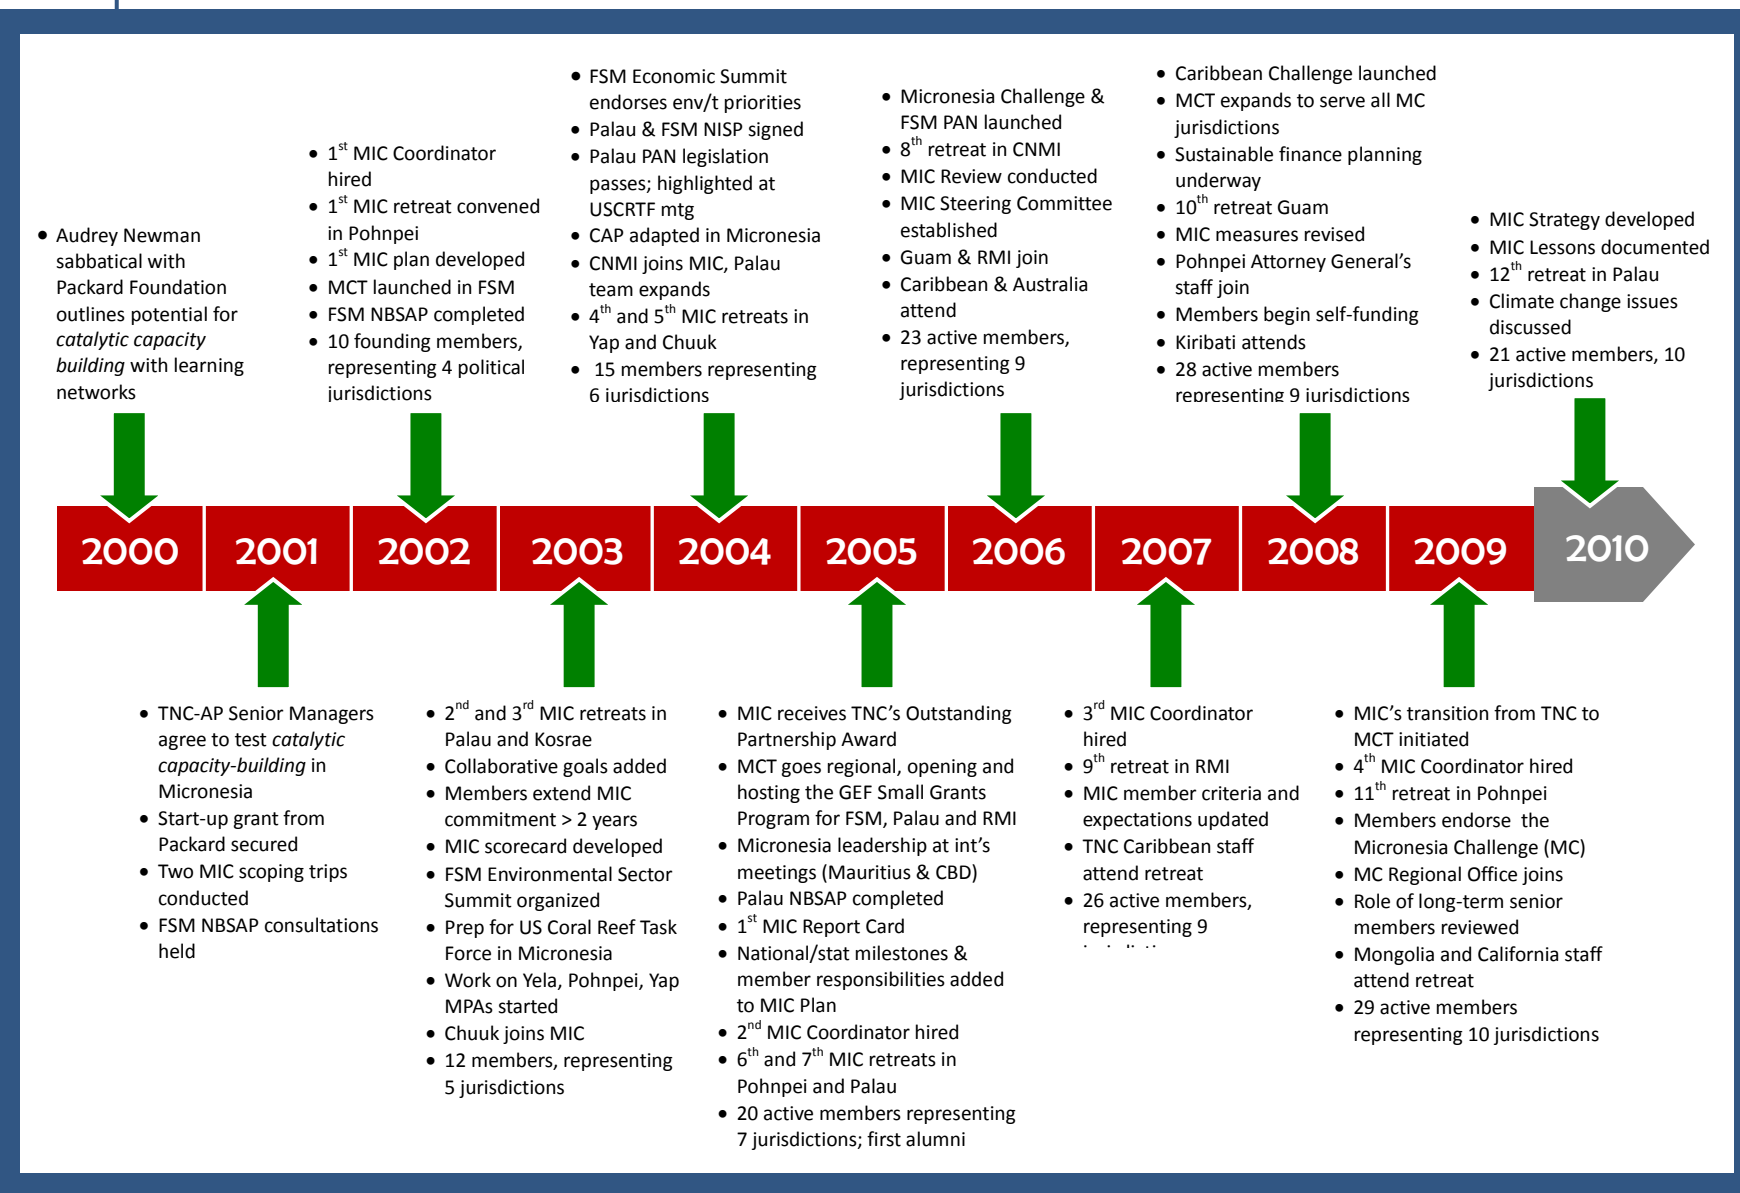 • Audrey Newman
sabbatical with
Packard Foundation
outlines potential for
catalytic capacity
building with learning
networks
• 1st MIC Coordinator
hired
• 1st MIC retreat convened
in Pohnpei
• 1st MIC plan developed
• MCT launched in FSM
• FSM NBSAP completed
• 10 founding members,
representing 4 political
jurisdictions
• FSM Economic Summit
endorses env/t priorities
• Palau & FSM NISP signed
• Palau PAN legislation
passes; highlighted at
USCRTF mtg
• CAP adapted in Micronesia
• CNMI joins MIC, Palau
team expands
• 4th and 5th MIC retreats in
Yap and Chuuk
• 15 members representing
6 jurisdictions
• Micronesia Challenge &
FSM PAN launched
• 8th retreat in CNMI
• MIC Review conducted
• MIC Steering Committee
established
• Guam & RMI join
• Caribbean & Australia
attend
• 23 active members,
representing 9
jurisdictions
• Caribbean Challenge launched
• MCT expands to serve all MC
jurisdictions
• Sustainable finance planning
underway
• 10th retreat Guam
• MIC measures revised
• Pohnpei Attorney General's
staff join
• Members begin self-funding
• Kiribati attends
• 28 active members
representing 9 jurisdictions
• MIC Strategy developed
• MIC Lessons documented
• 12th retreat in Palau
• Climate change issues
discussed
• 21 active members, 10
jurisdictions
2000 2001 2002 2003 2004 2005 2006 2007 2008 2009 2010
• TNC-AP Senior Managers
agree to test catalytic
capacity-building in
Micronesia
• Start-up grant from
Packard secured
• Two MIC scoping trips
conducted
• FSM NBSAP consultations
held
• 2nd and 3rd MIC retreats in
Palau and Kosrae
• Collaborative goals added
• Members extend MIC
commitment > 2 years
• MIC scorecard developed
• FSM Environmental Sector
Summit organized
• Prep for US Coral Reef Task
Force in Micronesia
• Work on Yela, Pohnpei, Yap
MPAs started
• Chuuk joins MIC
• 12 members, representing
5 jurisdictions
• MIC receives TNC's Outstanding
Partnership Award
• MCT goes regional, opening and
hosting the GEF Small Grants
Program for FSM, Palau and RMI
• Micronesia leadership at int's
meetings (Mauritius & CBD)
• Palau NBSAP completed
• 1st MIC Report Card
• National/stat milestones &
member responsibilities added
to MIC Plan
• 2nd MIC Coordinator hired
• 6th and 7th MIC retreats in
Pohnpei and Palau
• 20 active members representing
7 jurisdictions; first alumni
• 3rd MIC Coordinator
hired
• 9th retreat in RMI
• MIC member criteria and
expectations updated
• TNC Caribbean staff
attend retreat
• 26 active members,
representing 9
• MIC's transition from TNC to
MCT initiated
• 4th MIC Coordinator hired
• 11th retreat in Pohnpei
• Members endorse the
Micronesia Challenge (MC)
• MC Regional Office joins
• Role of long-term senior
members reviewed
• Mongolia and California staff
attend retreat
• 29 active members
representing 10 jurisdictions